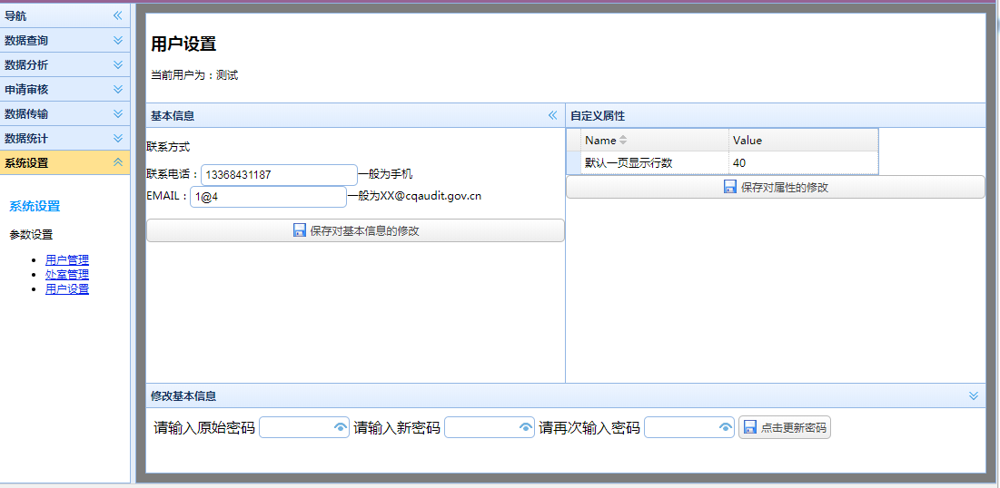 导航
数据查询
数据分析
申请审核
数据传输
数据统计
系统设置
系统设置
参数设置
用户管理
处室管理
用户设置
用户设置
当前用户为：测试
基本信息
联系方式
联系电话： 13368431187 一般为手机
EMAIL： 1@4 一般为XX@cqaudit.gov.cn
保存对基本信息的修改
自定义属性
Name Value
默认一页显示行数 40
保存对属性的修改
修改基本信息
请输入原始密码 请输入新密码 请再次输入密码 点击更新密码